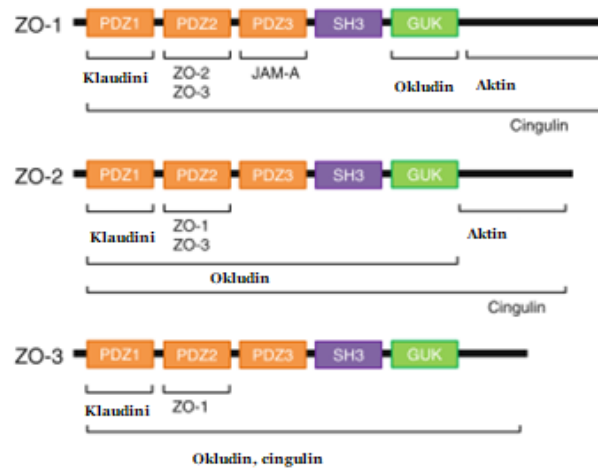 ZO-1 PDZ1 PDZ2 PDZ3 SH3 GUK
Klaudini ZO-2 JAM-A Okludin Aktin
ZO-3
Cingulin
ZO-2 PDZ1 PDZ2 PDZ3 SH3 GUK
Klaudini ZO-1 Aktin
ZO-3
Okludin
Cingulin
ZO-3 PDZ1 PDZ2 PDZ3 SH3 GUK
Klaudini ZO-1
Okludin, cingulin